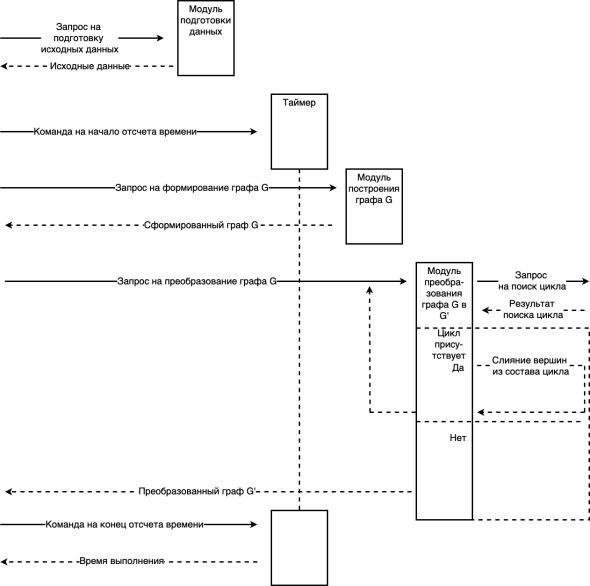 Модуль
подготовки
данных
Запрос на
подготовку
исходных данных
Исходные данные
Таймер
Команда на начало отсчета времени
Модуль
построения
графа G
Запрос на формирование графа G
Сформированный граф G
Запрос на преобразование графа G
Модуль
преобра-
зования
графа G в
G'
Запрос
на поиск цикла
Результат
поиска цикла
Цикл
прису-
тствует
Да
Слияние вершин
из состава цикла
Нет
Преобразованный граф G'
Команда на конец отсчета времени
Время выполнения